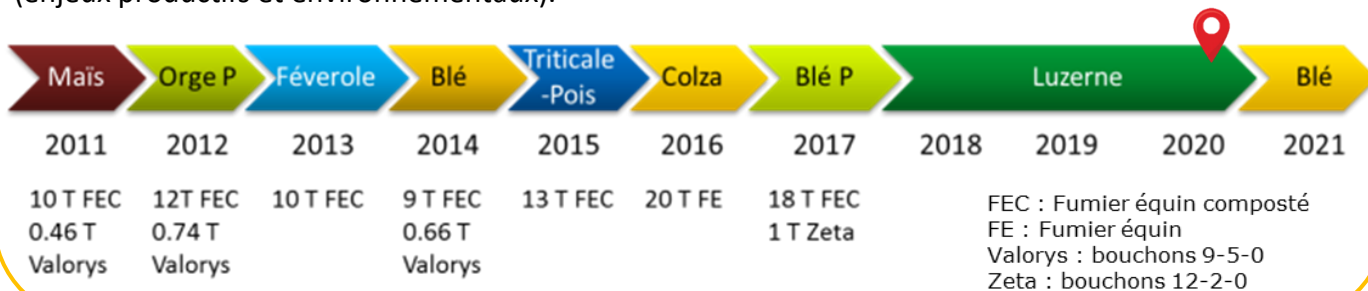 (enjeux productifs et environnementaux).
Maïs Orge P Féverole Blé Triticale -Pois Colza Blé P Luzerne Blé
2011 2012 2013 2014 2015 2016 2017 2018 2019 2020 2021
10 T FEC 12T FEC 10 T FEC 9 T FEC 13 T FEC 20 T FE 18 T FEC
0.46 T 0.74 T 0.66 T 1 T Zeta
Valorys Valorys Valorys
FEC : Fumier équin composté
FE : Fumier équin
Valorys : bouchons 9-5-0
Zeta : bouchons 12-2-0